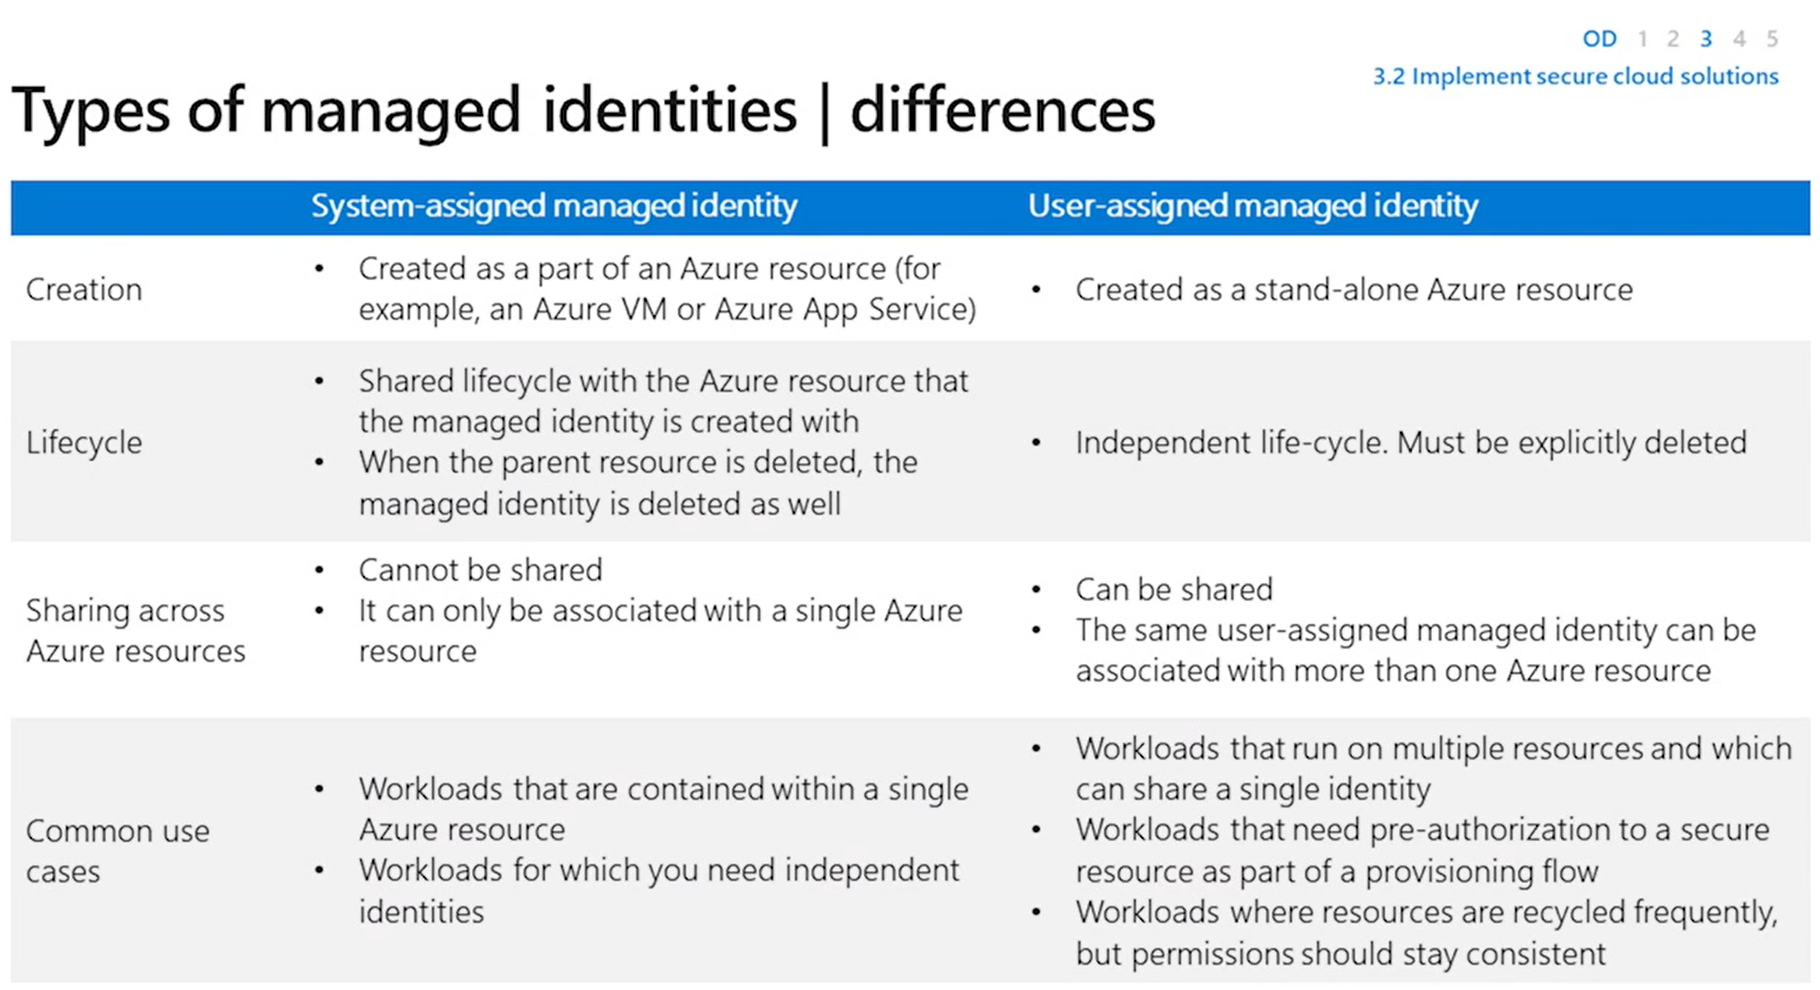 OD 1 2 3 4 5
3.2 Implement secure cloud solutions
Types of managed identities | differences
System-assigned managed identity
User-assigned managed identity
Creation
• Created as a part of an Azure resource (for
example, an Azure VM or Azure App Service)
• Created as a stand-alone Azure resource
Lifecycle
• Shared lifecycle with the Azure resource that
the managed identity is created with
• When the parent resource is deleted, the
managed identity is deleted as well
• Independent life-cycle. Must be explicitly deleted
Sharing across
Azure resources
• Cannot be shared
• It can only be associated with a single Azure
resource
• Can be shared
• The same user-assigned managed identity can be
associated with more than one Azure resource
Common use
cases
• Workloads that are contained within a single
Azure resource
• Workloads for which you need independent
identities
• Workloads that run on multiple resources and which
can share a single identity
• Workloads that need pre-authorization to a secure
resource as part of a provisioning flow
• Workloads where resources are recycled frequently,
but permissions should stay consistent